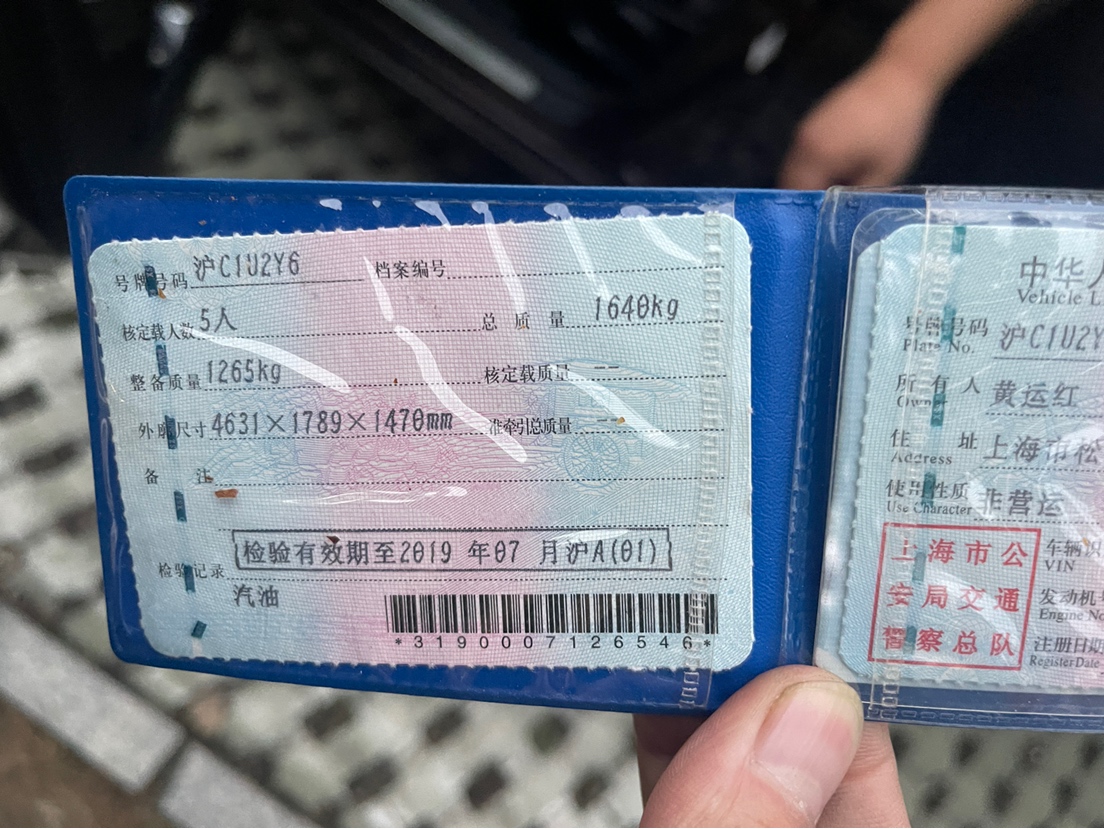 号牌号码 沪C1U2Y6 档案编号
核定载人数 5人 总质量 1640kg
整备质量 1265kg 核定载质量 --
外廓尺寸 4631×1789×1470mm 准牵引总质量 --
备注
检验记录 检验有效期至2019 年07 月沪A(01)
汽油
*3190007126546*
中华人
Vehicle L
号牌号码 沪C1U2Y
Plate No.
所有人 黄运红
Owner
住址 上海市松
Address
使用性质 非营运
Use Character
上海市公
安局交通
警察总队
车辆识
VIN
发动机号
Engine No
注册日期
Register Date